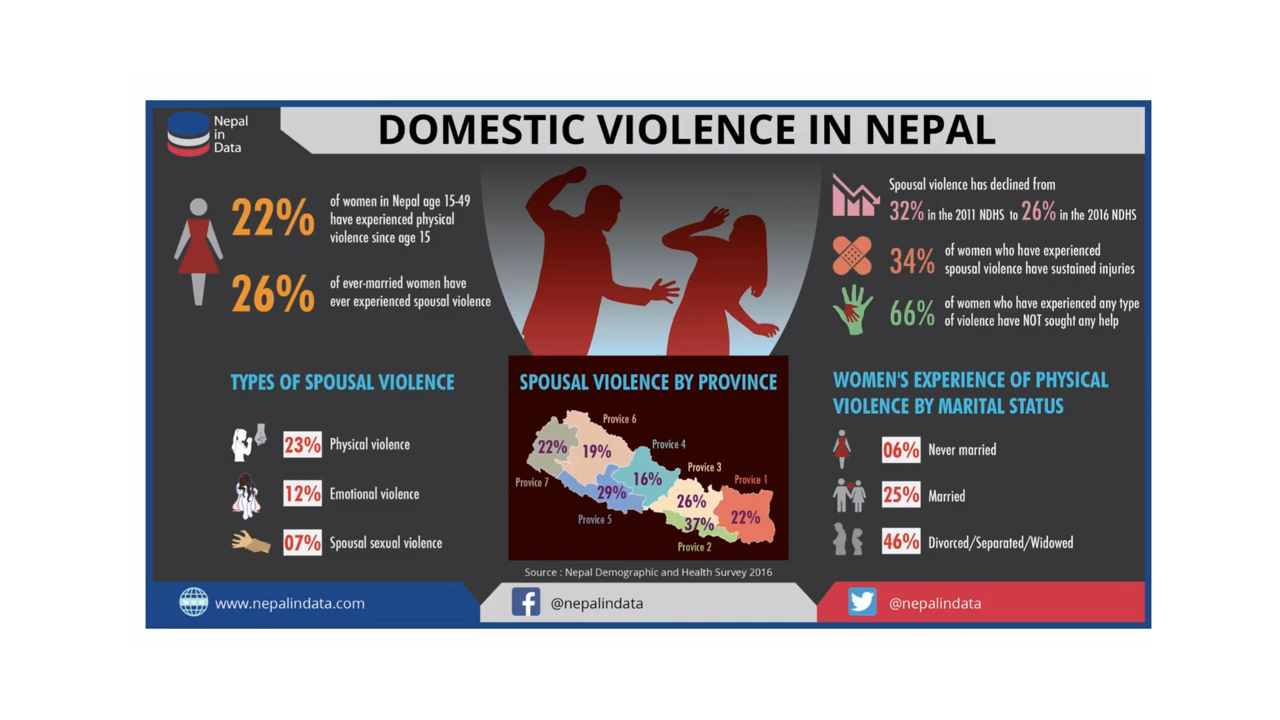 Nepal
in
Data
DOMESTIC VIOLENCE IN NEPAL
22%
of women in Nepal age 15-49
have experienced physical
violence since age 15
26%
of ever-married women have
ever experienced spousal violence
Spousal violence has declined from
32% in the 2011 NDHS to 26% in the 2016 NDHS
34%
of women who have experienced
spousal violence have sustained injuries
66%
of women who have experienced any type
of violence have NOT sought any help
TYPES OF SPOUSAL VIOLENCE
23% Physical violence
12% Emotional violence
07% Spousal sexual violence
SPOUSAL VIOLENCE BY PROVINCE
Provice 6
22%
19%
Provice 4
Provice 7
16%
Provice 3
29%
Provice 1
Provice 5
26%
37%
22%
Provice 2
Source : Nepal Demographic and Health Survey 2016
WOMEN'S EXPERIENCE OF PHYSICAL
VIOLENCE BY MARITAL STATUS
06% Never married
25% Married
46% Divorced/Separated/Widowed
www.nepalindata.com
@nepalindata
@nepalindata